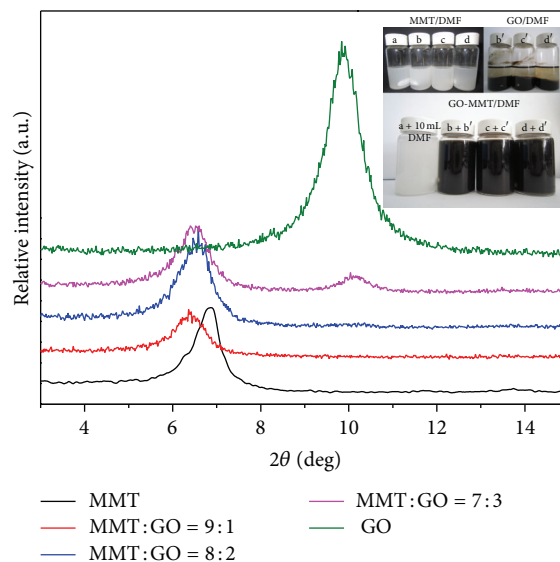 MMT/DMF
GO/DMF
a b c d
b′ c′ d′
GO-MMT/DMF
a + 10 mL
DMF
b + b′ c + c′ d + d′
Relative intensity (a.u.)
4 6 8 10 12 14
2θ (deg)
MMT
MMT:GO = 9:1
MMT:GO = 8:2
MMT:GO = 7:3
GO